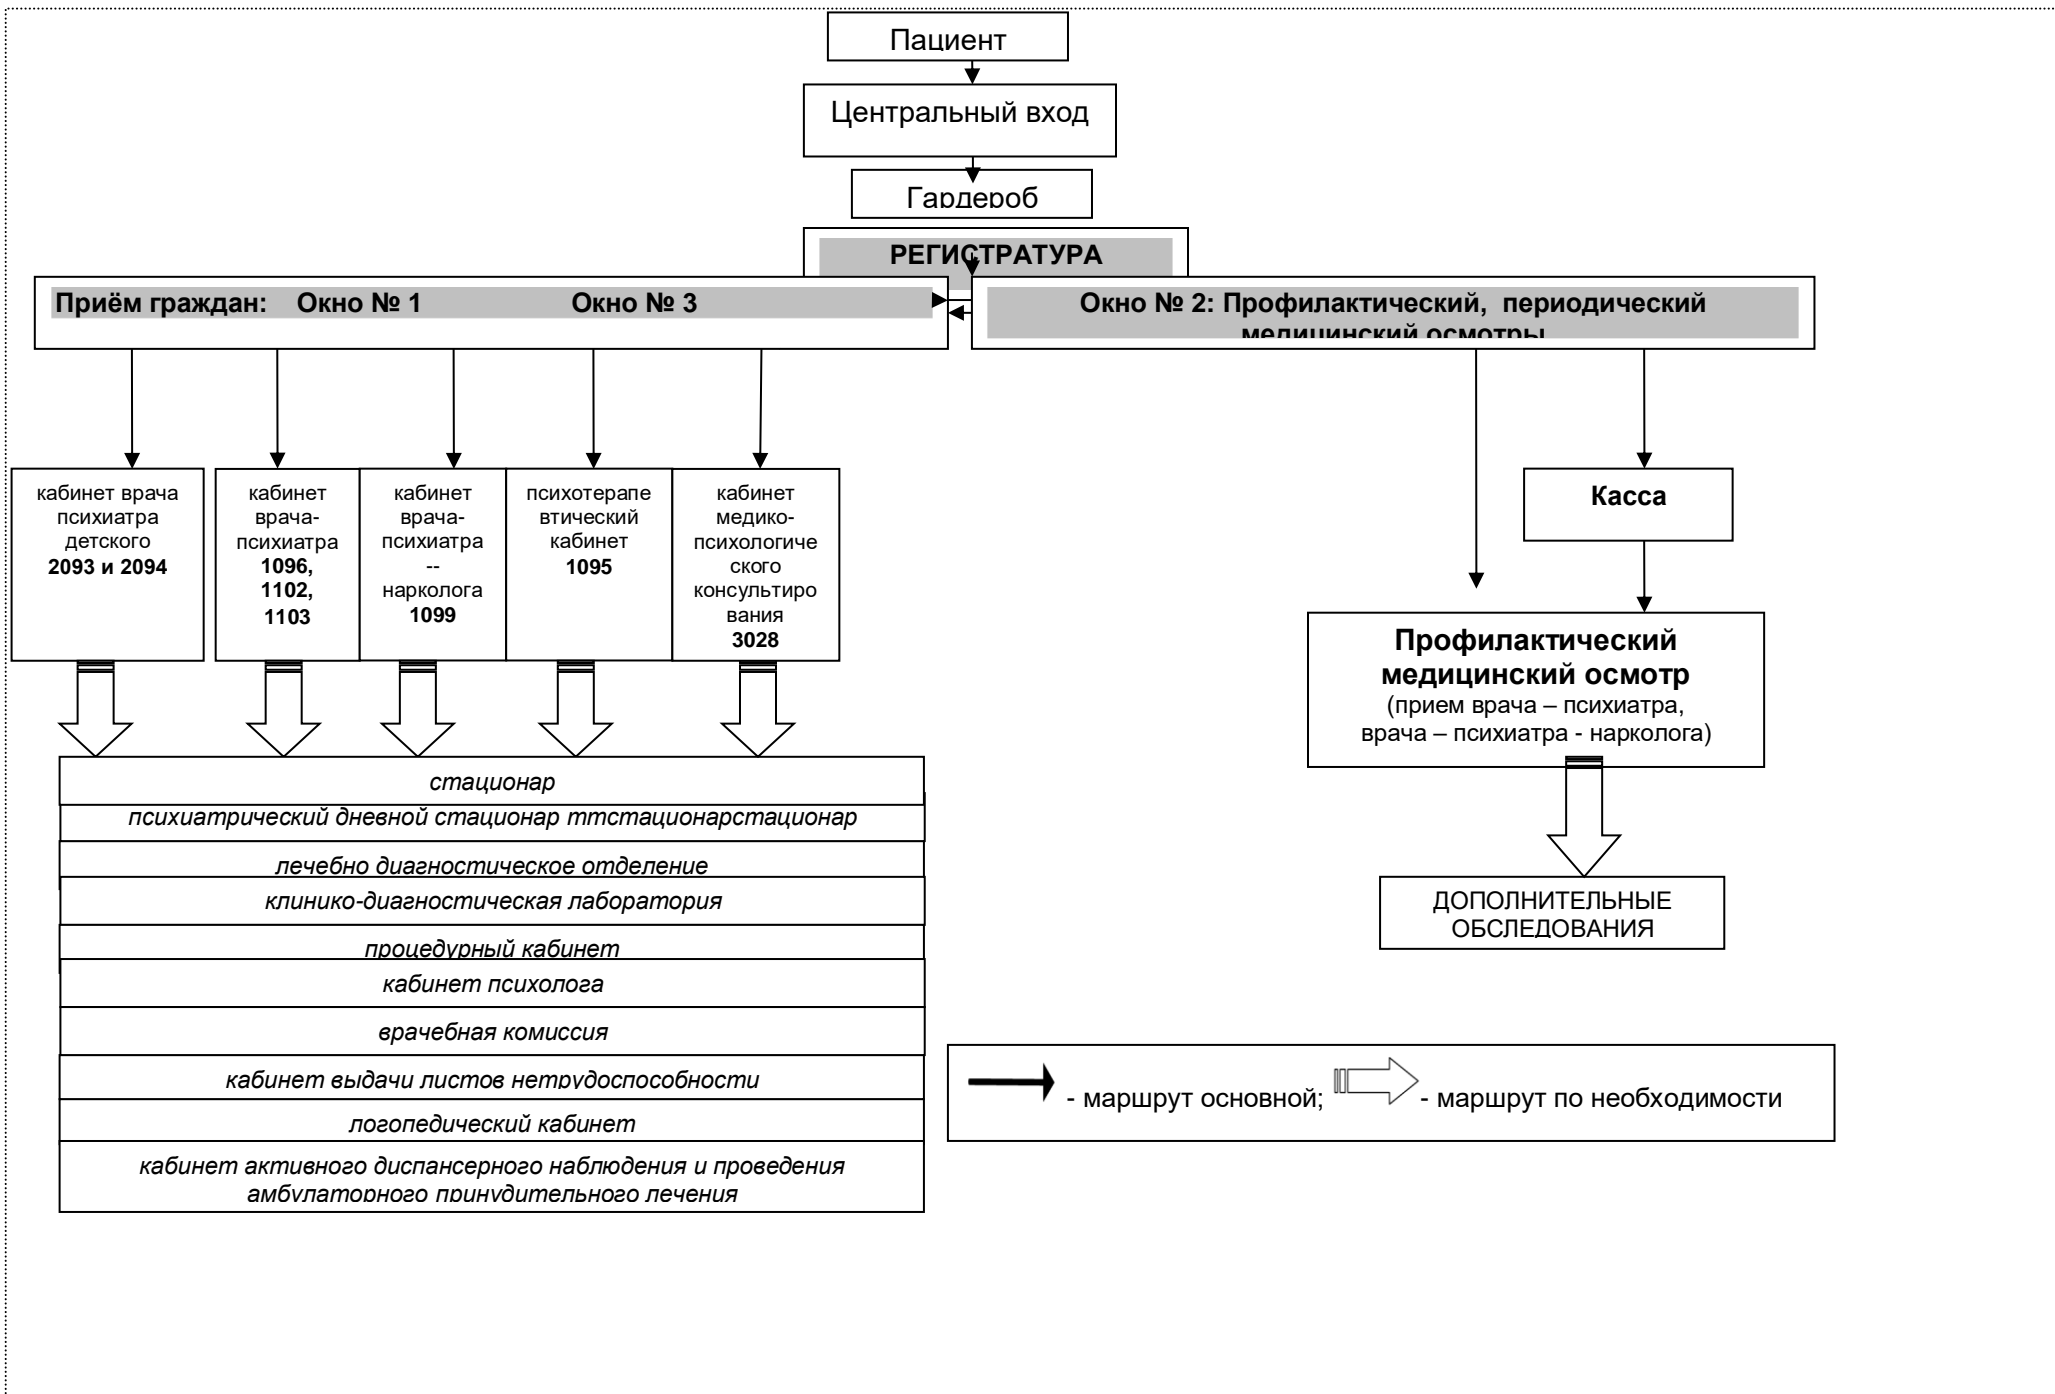 Пациент
Центральный вход
Гардероб
РЕГИСТРАТУРА
Приём граждан: Окно № 1 Окно № 3
Окно № 2: Профилактический, периодический
медицинский осмотры
кабинет врача
психиатра
детского
2093 и 2094
кабинет
врача-
психиатра
1096,
1102,
1103
кабинет
врача-
психиатра
--
нарколога
1099
психотерапе
втический
кабинет
1095
кабинет
медико-
психологиче
ского
консультиро
вания
3028
Касса
Профилактический
медицинский осмотр
(прием врача – психиатра,
врача – психиатра - нарколога)
стационар
психиатрический дневной стационар ттстационарстационар
лечебно диагностическое отделение
клинико-диагностическая лаборатория
процедурный кабинет
кабинет психолога
врачебная комиссия
кабинет выдачи листов нетрудоспособности
логопедический кабинет
кабинет активного диспансерного наблюдения и проведения
амбулаторного принудительного лечения
ДОПОЛНИТЕЛЬНЫЕ
ОБСЛЕДОВАНИЯ
- маршрут основной; - маршрут по необходимости